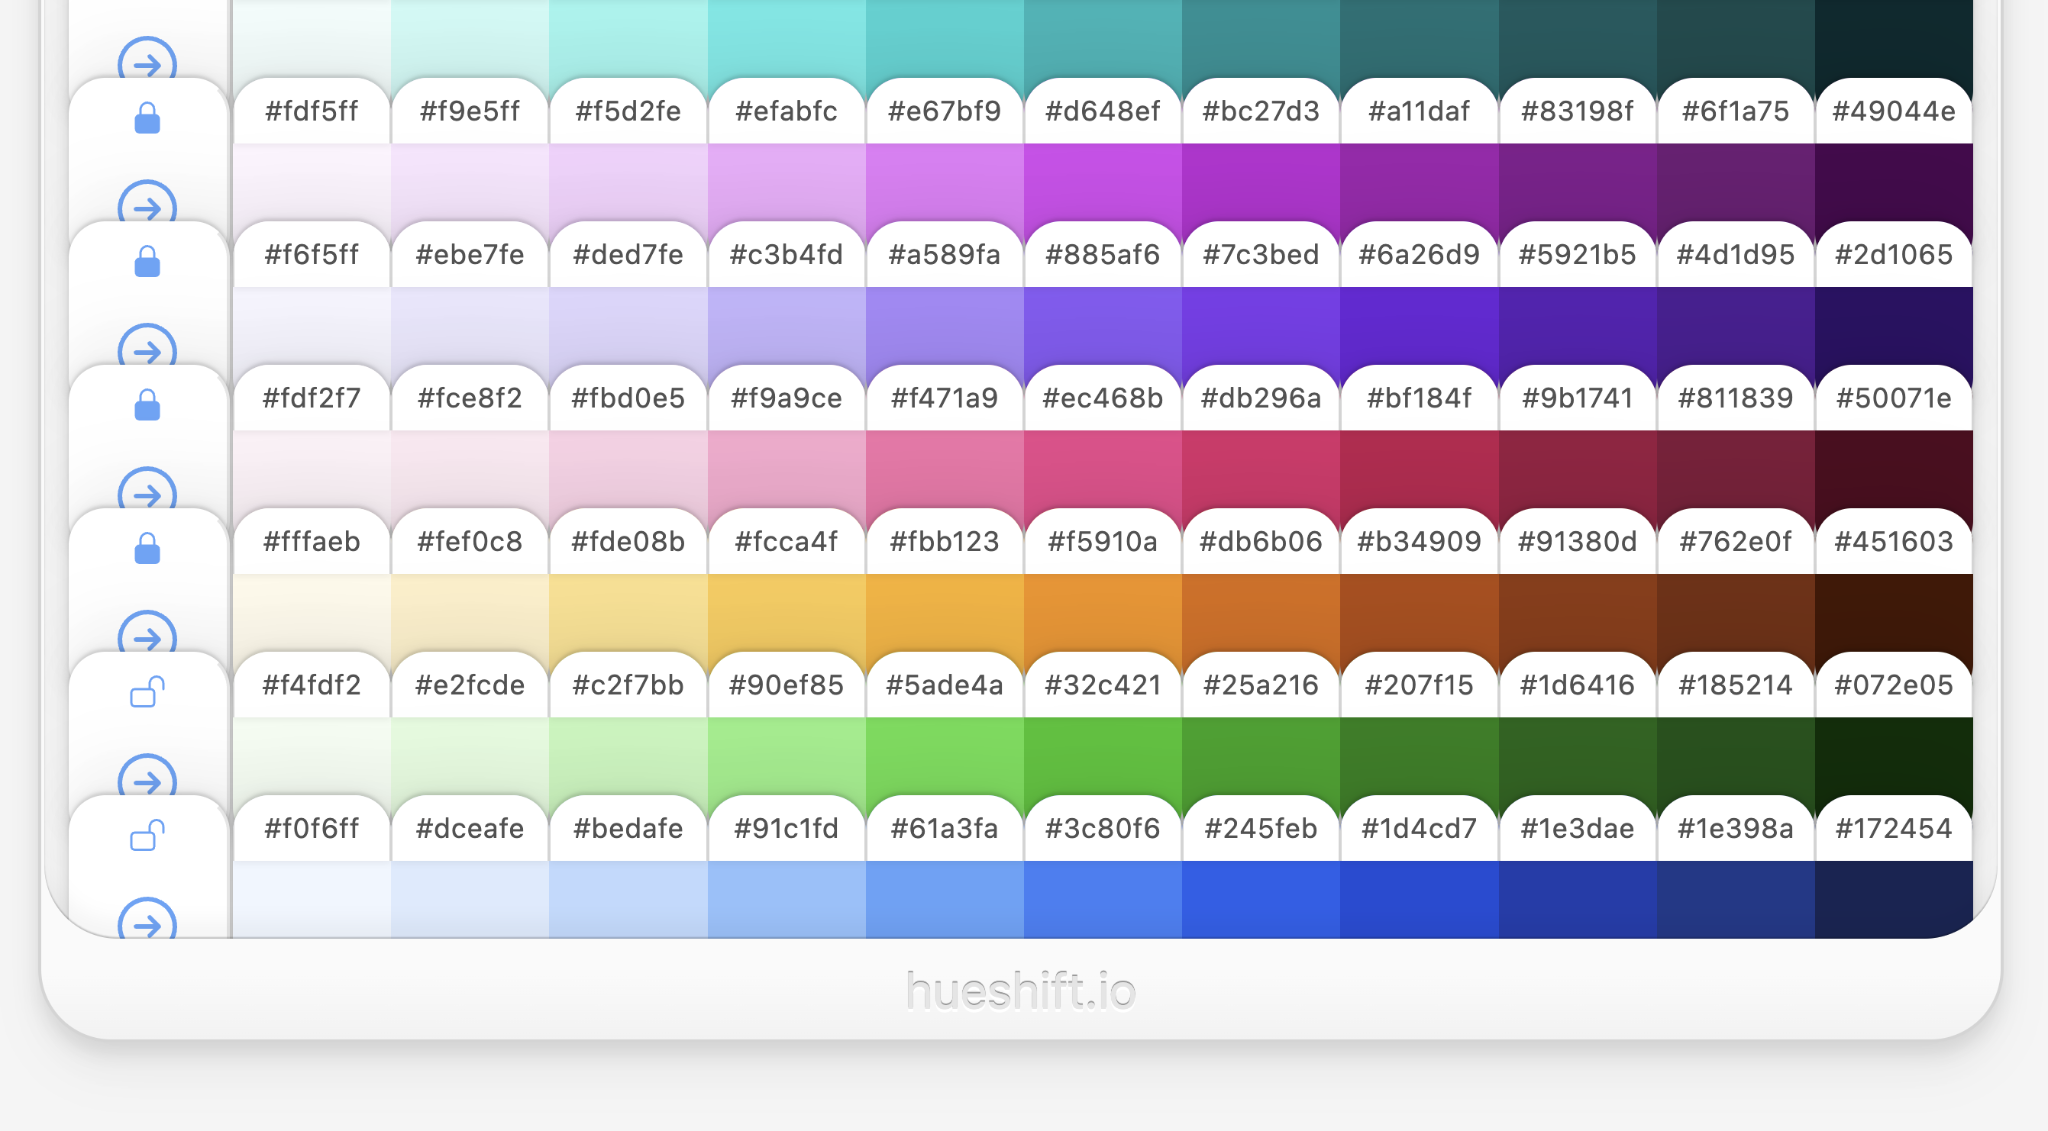 #fdf5ff #f9e5ff #f5d2fe #efabfc #e67bf9 #d648ef #bc27d3 #a11daf #83198f #6f1a75 #49044e
#f6f5ff #ebe7fe #ded7fe #c3b4fd #a589fa #885af6 #7c3bed #6a26d9 #5921b5 #4d1d95 #2d1065
#fdf2f7 #fce8f2 #fbd0e5 #f9a9ce #f471a9 #ec468b #db296a #bf184f #9b1741 #811839 #50071e
#fffaeb #fef0c8 #fde08b #fcca4f #fbb123 #f5910a #db6b06 #b34909 #91380d #762e0f #451603
#f4fdf2 #e2fcde #c2f7bb #90ef85 #5ade4a #32c421 #25a216 #207f15 #1d6416 #185214 #072e05
#f0f6ff #dceafe #bedafe #91c1fd #61a3fa #3c80f6 #245feb #1d4cd7 #1e3dae #1e398a #172454
hueshift.io